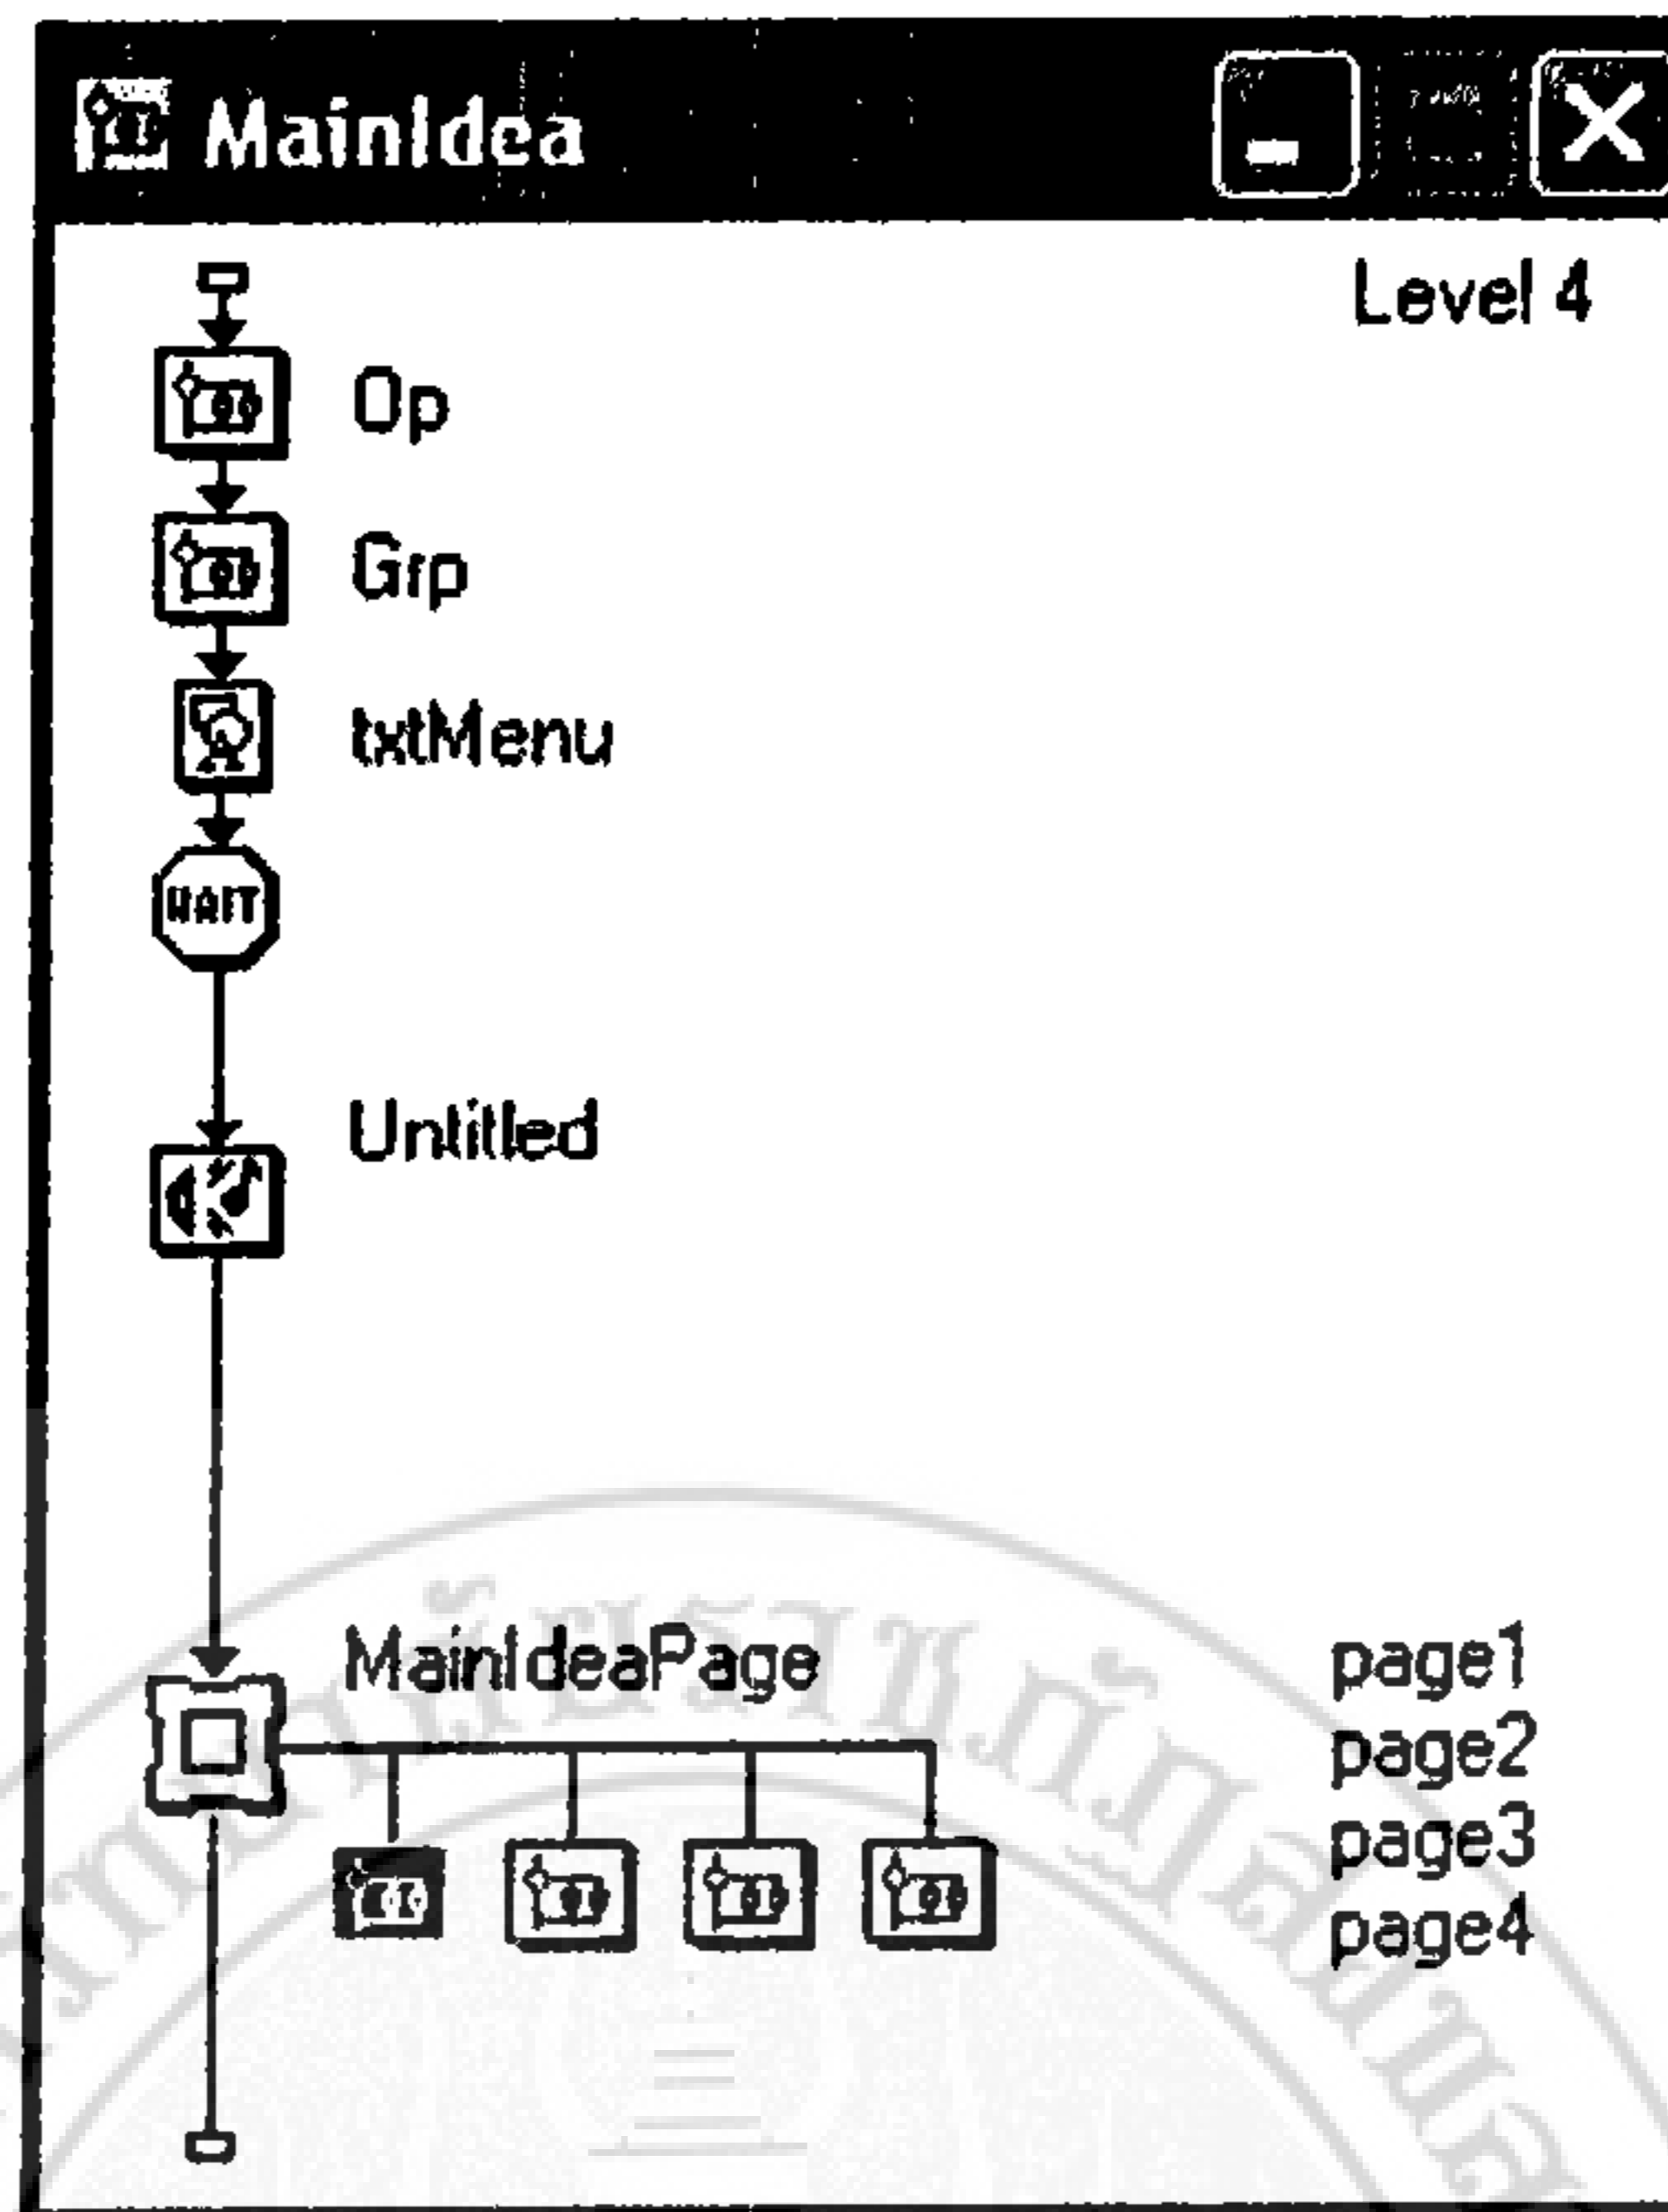 MainIdea
Level 4
Op
Grp
txtMenu
WAIT
Untitled
MainIdeaPage
page1
page2
page3
page4